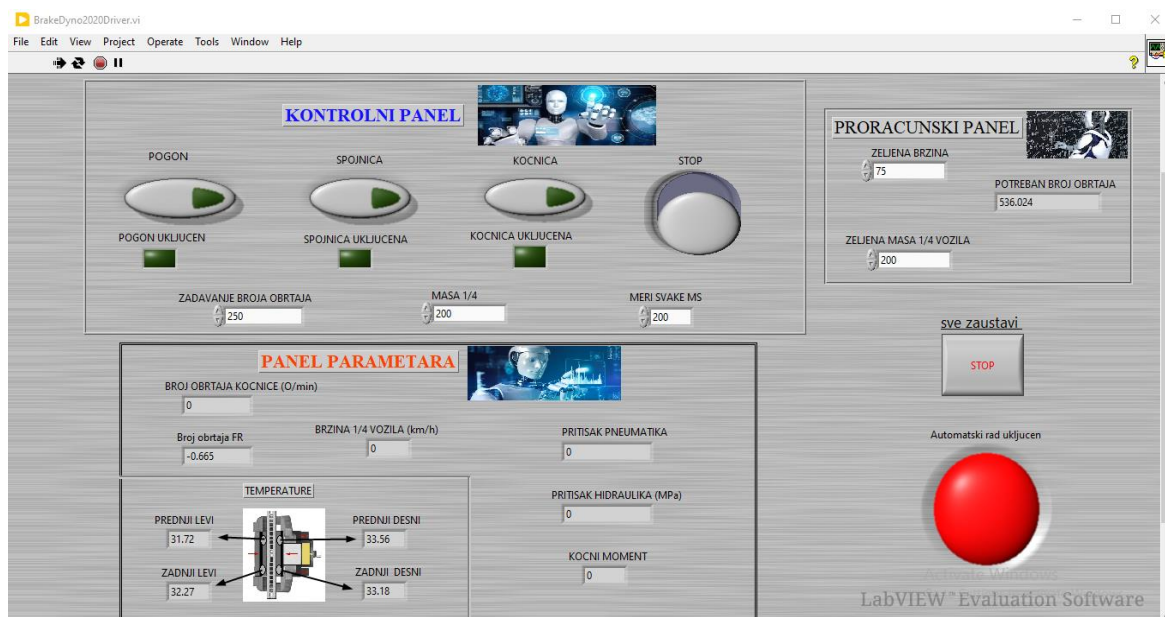 BrakeDyno2020Driver.vi
File Edit View Project Operate Tools Window Help
KONTROLNI PANEL
POGON
SPOJNICA
KOCNICA
STOP
POGON UKLJUCEN
SPOJNICA UKLJUCENA
KOCNICA UKLJUCENA
ZADAVANJE BROJA OBRTAJA
250
MASA 1/4
200
MERI SVAKE MS
200
PRORACUNSKI PANEL
ZELJENA BRZINA
75
POTREBAN BROJ OBRTAJA
536.024
ZELJENA MASA 1/4 VOZILA
200
sve zaustavi
STOP
Automatski rad ukljucen
PANEL PARAMETARA
BROJ OBRTAJA KOCNICE (O/min)
0
Broj obrtaja FR
-0.665
BRZINA 1/4 VOZILA (km/h)
0
PRITISAK PNEUMATIKA
0
PRITISAK HIDRAULIKA (MPa)
0
KOCNI MOMENT
0
TEMPERATURE
PREDNJI LEVI
31.72
PREDNJI DESNI
33.56
ZADNJI LEVI
32.27
ZADNJI DESNI
33.18
Activate Windows
LabVIEW™ Evaluation Software